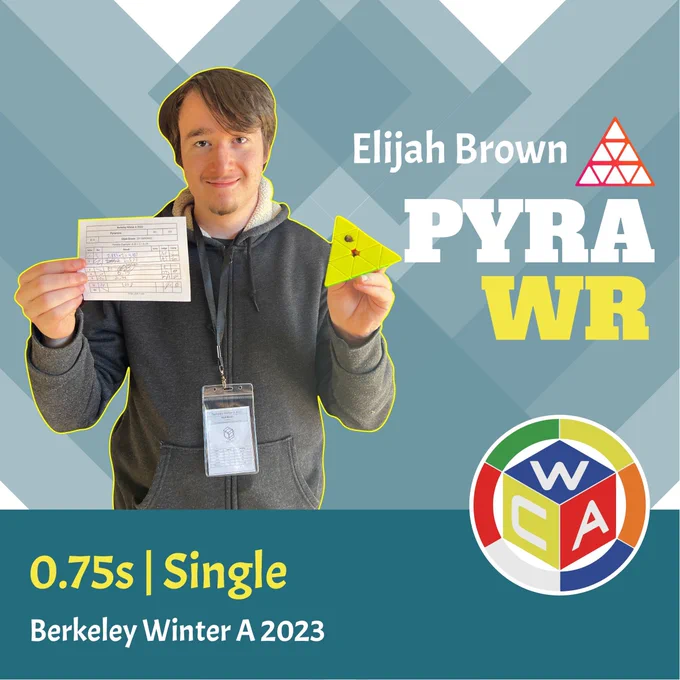 Elijah Brown
PYRA
WR
W
C A
0.75s | Single
Berkeley Winter A 2023